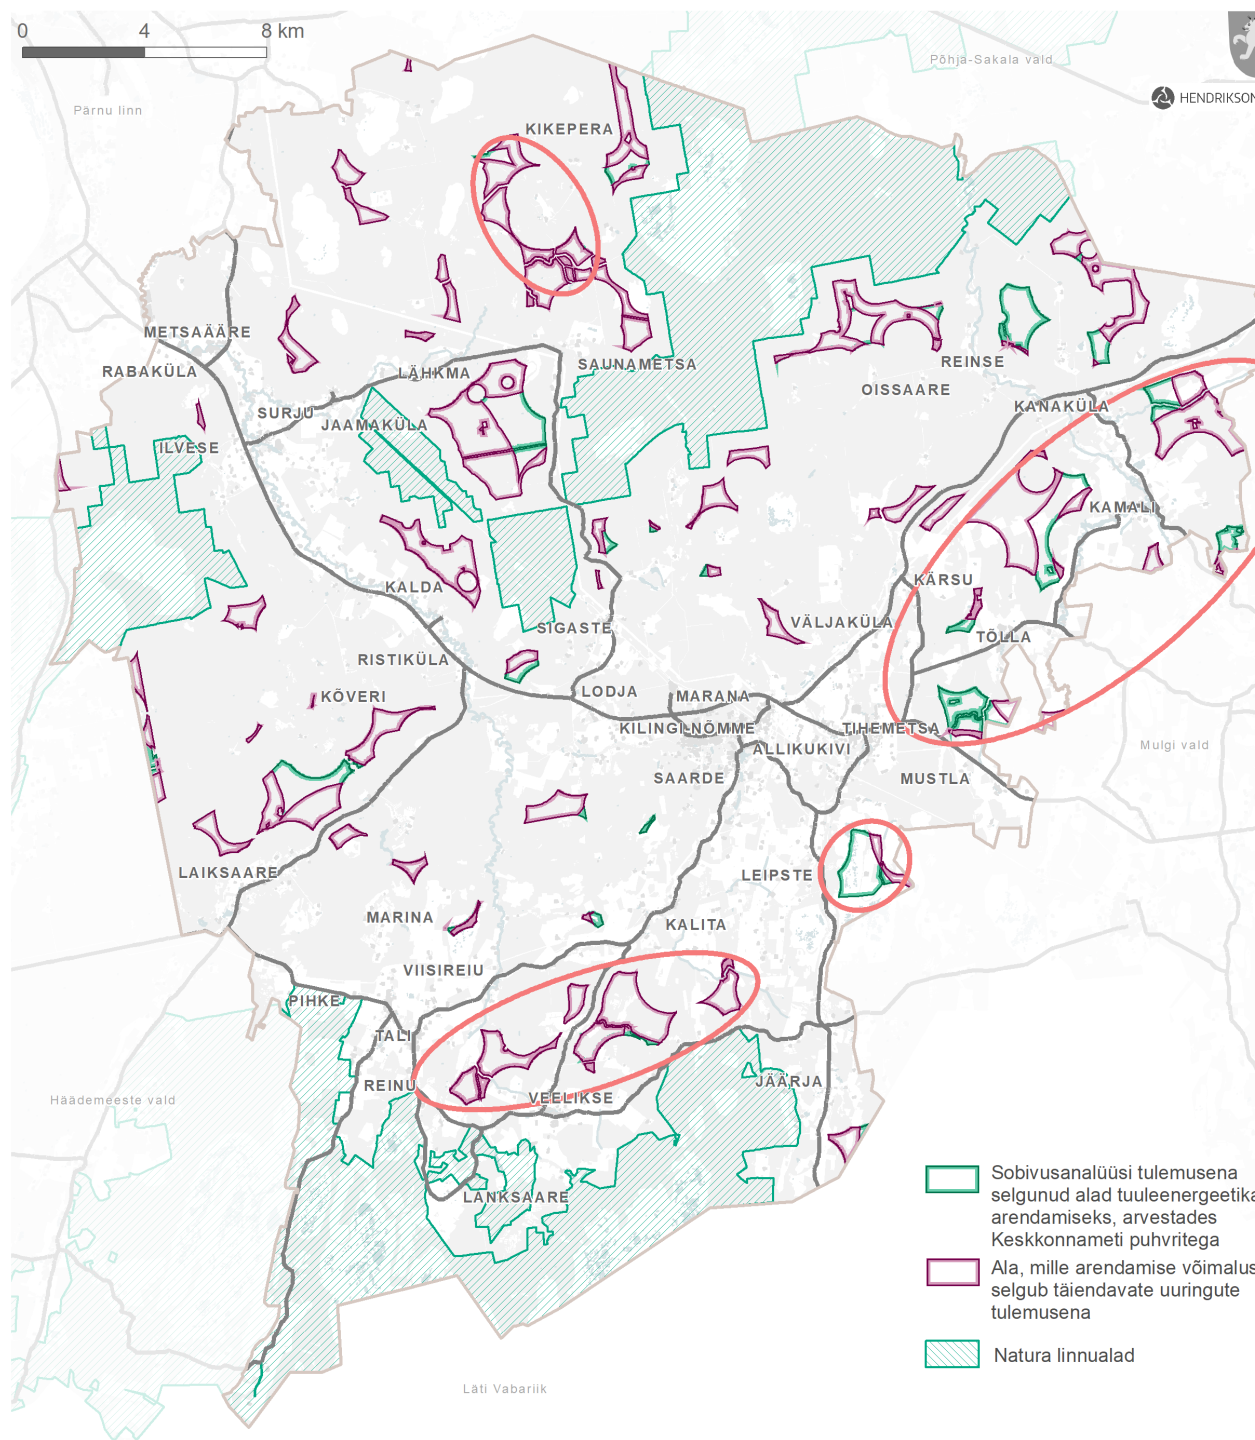 0 4 8 km
Põhja-Sakala vald
HENDRIKSON
Pärnu linn
KIKEPERA
METSAÄÄRE
RABAKÜLA
LÄHKMA
SAUNAMETSA
REINSE
OISSAARE
SURJU
JAAMAKÜLA
KANAKÜLA
ILVESE
KAMALI
KALDA
KÄRSU
SIGASTE
VÄLJAKÜLA
TÕLLA
RISTIKÜLA
KÕVERI
LODJA
MARANA
KILINGI-NÕMME
TIHEMETSA
ALLIKUKIVI
Mulgi vald
SAARDE
MUSTLA
LAIKSAARE
LEIPSTE
MARINA
KALITA
VIISIREIU
PIHKE
TALI
REINU
JÄÄRJA
VEELIKSE
Häädemeeste vald
LANKSAARE
Sobivusanalüüsi tulemusena
selgunud alad tuuleenergeetika
arendamiseks, arvestades
Keskkonnameti puhvritega
Ala, mille arendamise võimalus
selgub täiendavate uuringute
tulemusena
Natura linnualad
Läti Vabariik